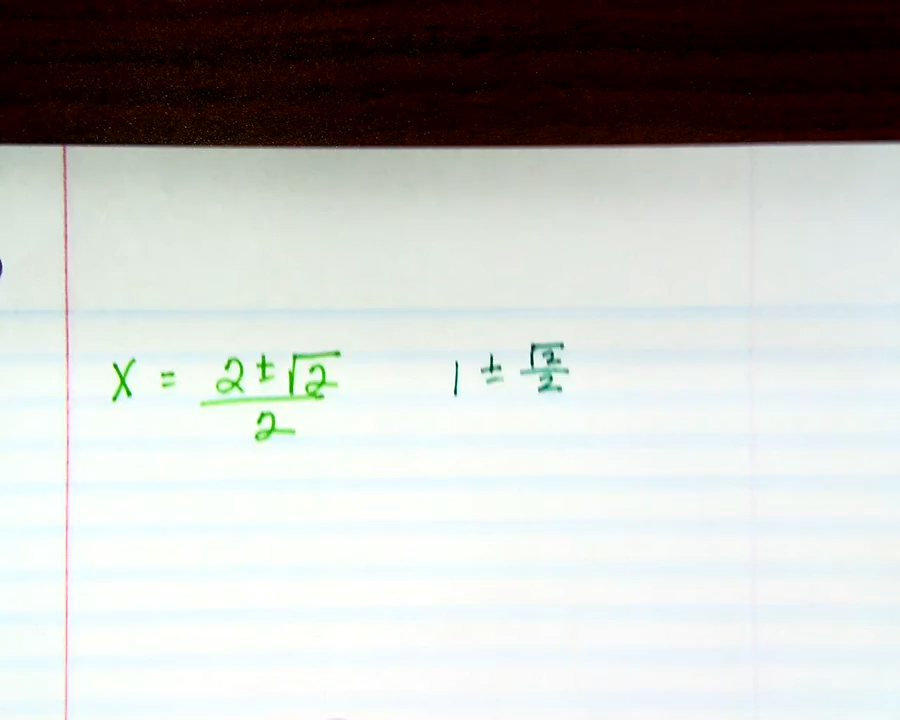 x = (2 ± √2)/2    1 ± √2/2